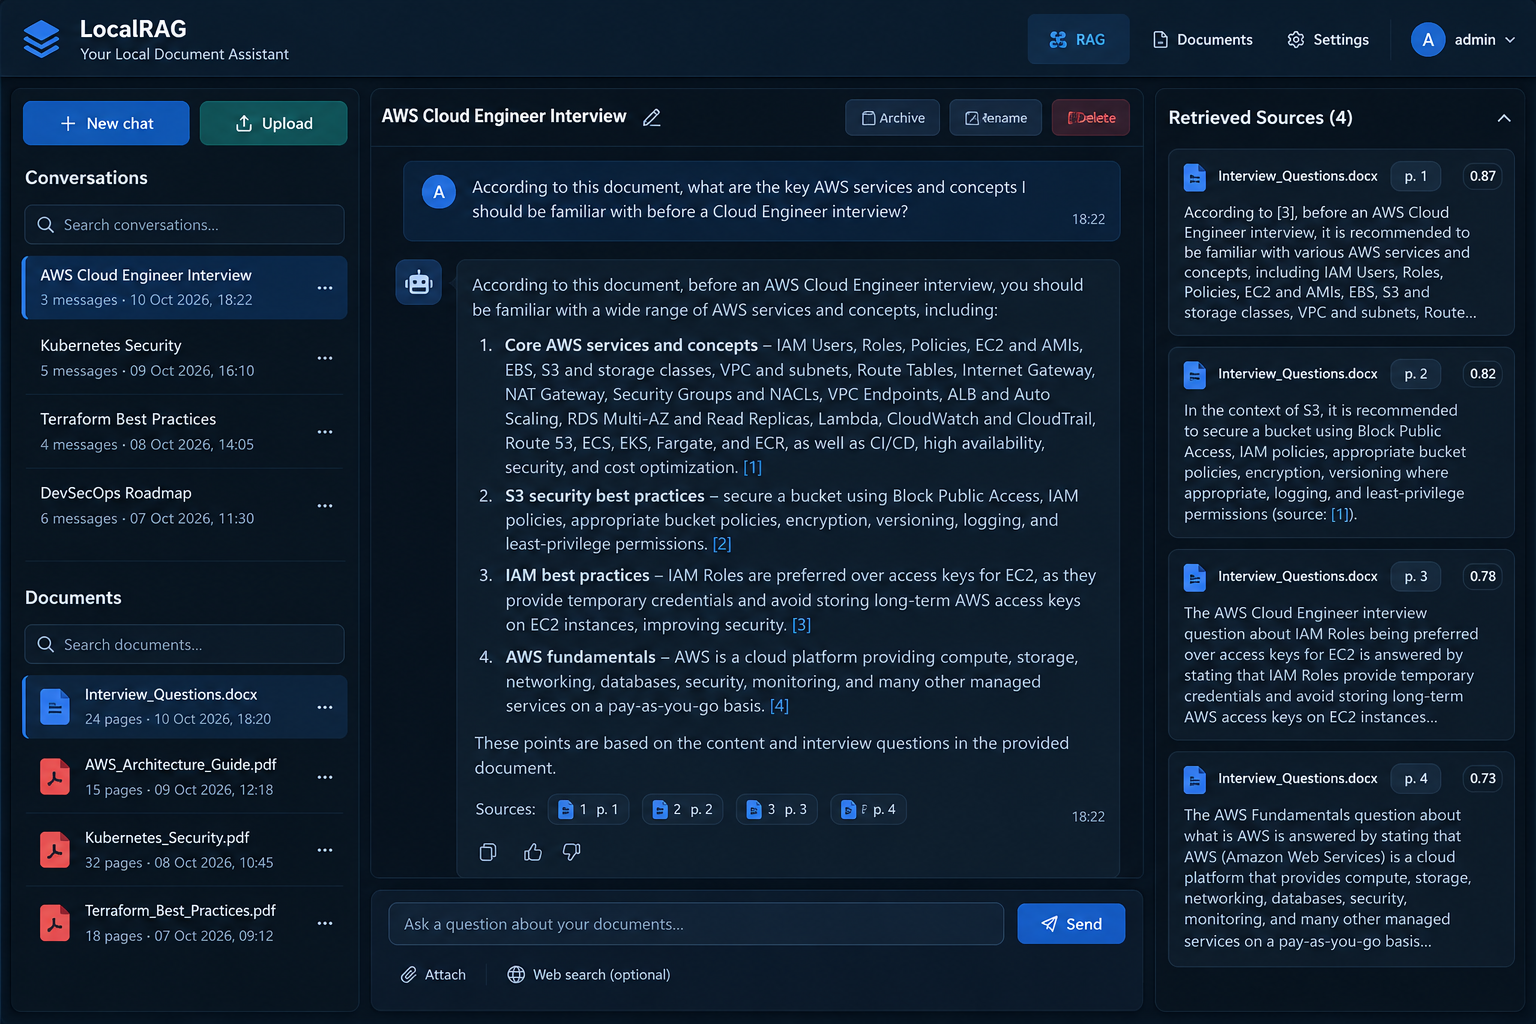 LocalRAG
Your Local Document Assistant
RAG
Documents
Settings
A
admin
New chat
Upload
Conversations
Search conversations...
AWS Cloud Engineer Interview
3 messages · 10 Oct 2026, 18:22
Kubernetes Security
5 messages · 09 Oct 2026, 16:10
Terraform Best Practices
4 messages · 08 Oct 2026, 14:05
DevSecOps Roadmap
6 messages · 07 Oct 2026, 11:30
Documents
Search documents...
Interview_Questions.docx
24 pages · 10 Oct 2026, 18:20
AWS_Architecture_Guide.pdf
15 pages · 09 Oct 2026, 12:18
Kubernetes_Security.pdf
32 pages · 08 Oct 2026, 10:45
Terraform_Best_Practices.pdf
18 pages · 07 Oct 2026, 09:12
AWS Cloud Engineer Interview
Archive
Delete
A
According to this document, what are the key AWS services and concepts I
should be familiar with before a Cloud Engineer interview?
18:22
According to this document, before an AWS Cloud Engineer interview, you should
be familiar with a wide range of AWS services and concepts, including:
1. Core AWS services and concepts – IAM Users, Roles, Policies, EC2 and AMIs,
EBS, S3 and storage classes, VPC and subnets, Route Tables, Internet Gateway,
NAT Gateway, Security Groups and NACLs, VPC Endpoints, ALB and Auto
Scaling, RDS Multi-AZ and Read Replicas, Lambda, CloudWatch and CloudTrail,
Route 53, ECS, EKS, Fargate, and ECR, as well as CI/CD, high availability,
security, and cost optimization. [1]
2. S3 security best practices – secure a bucket using Block Public Access, IAM
policies, appropriate bucket policies, encryption, versioning, logging, and
least-privilege permissions. [2]
3. IAM best practices – IAM Roles are preferred over access keys for EC2, as they
provide temporary credentials and avoid storing long-term AWS access keys
on EC2 instances, improving security. [3]
4. AWS fundamentals – AWS is a cloud platform providing compute, storage,
networking, databases, security, monitoring, and many other managed
services on a pay-as-you-go basis. [4]
These points are based on the content and interview questions in the provided
document.
Sources: 1 p. 1 2 p. 2 3 p. 3 p. 4
18:22
Ask a question about your documents...
Send
Attach
Web search (optional)
Retrieved Sources (4)
Interview_Questions.docx p. 1 0.87
According to [3], before an AWS Cloud
Engineer interview, it is recommended to
be familiar with various AWS services and
concepts, including IAM Users, Roles,
Policies, EC2 and AMIs, EBS, S3 and
storage classes, VPC and subnets, Route...
Interview_Questions.docx p. 2 0.82
In the context of S3, it is recommended
to secure a bucket using Block Public
Access, IAM policies, appropriate bucket
policies, encryption, versioning where
appropriate, logging, and least-privilege
permissions (source: [1]).
Interview_Questions.docx p. 3 0.78
The AWS Cloud Engineer interview
question about IAM Roles being preferred
over access keys for EC2 is answered by
stating that IAM Roles provide temporary
credentials and avoid storing long-term
AWS access keys on EC2 instances...
Interview_Questions.docx p. 4 0.73
The AWS Fundamentals question about
what is AWS is answered by stating that
AWS (Amazon Web Services) is a cloud
platform that provides compute, storage,
networking, databases, security,
monitoring, and many other managed
services on a pay-as-you-go basis...